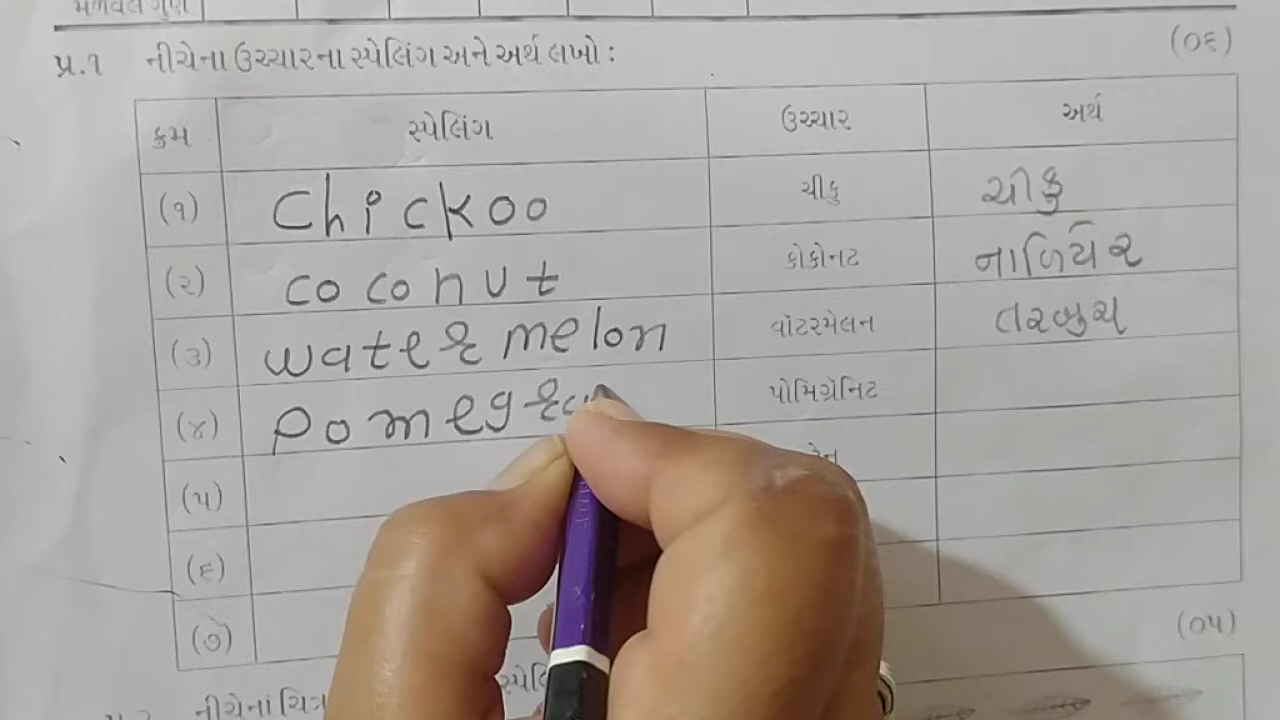 મેળવેલ ગુણ
પ્ર.૧ નીચેના ઉચ્ચારના સ્પેલિંગ અને અર્થ લખો : (૦૬)
ક્રમ સ્પેલિંગ ઉચ્ચાર અર્થ
(૧) Chickoo ચીકુ ચીકુ
(૨) coconut કોકોનટ નાળિયેર
(૩) watermelon વૉટરમેલન તરબુચ
(૪) pomegra પોમિગ્રૅનિટ
(૫)
(૬)
(૭)
(૦૫)
નીચેનાં ચિત્ર સ્પેલિ